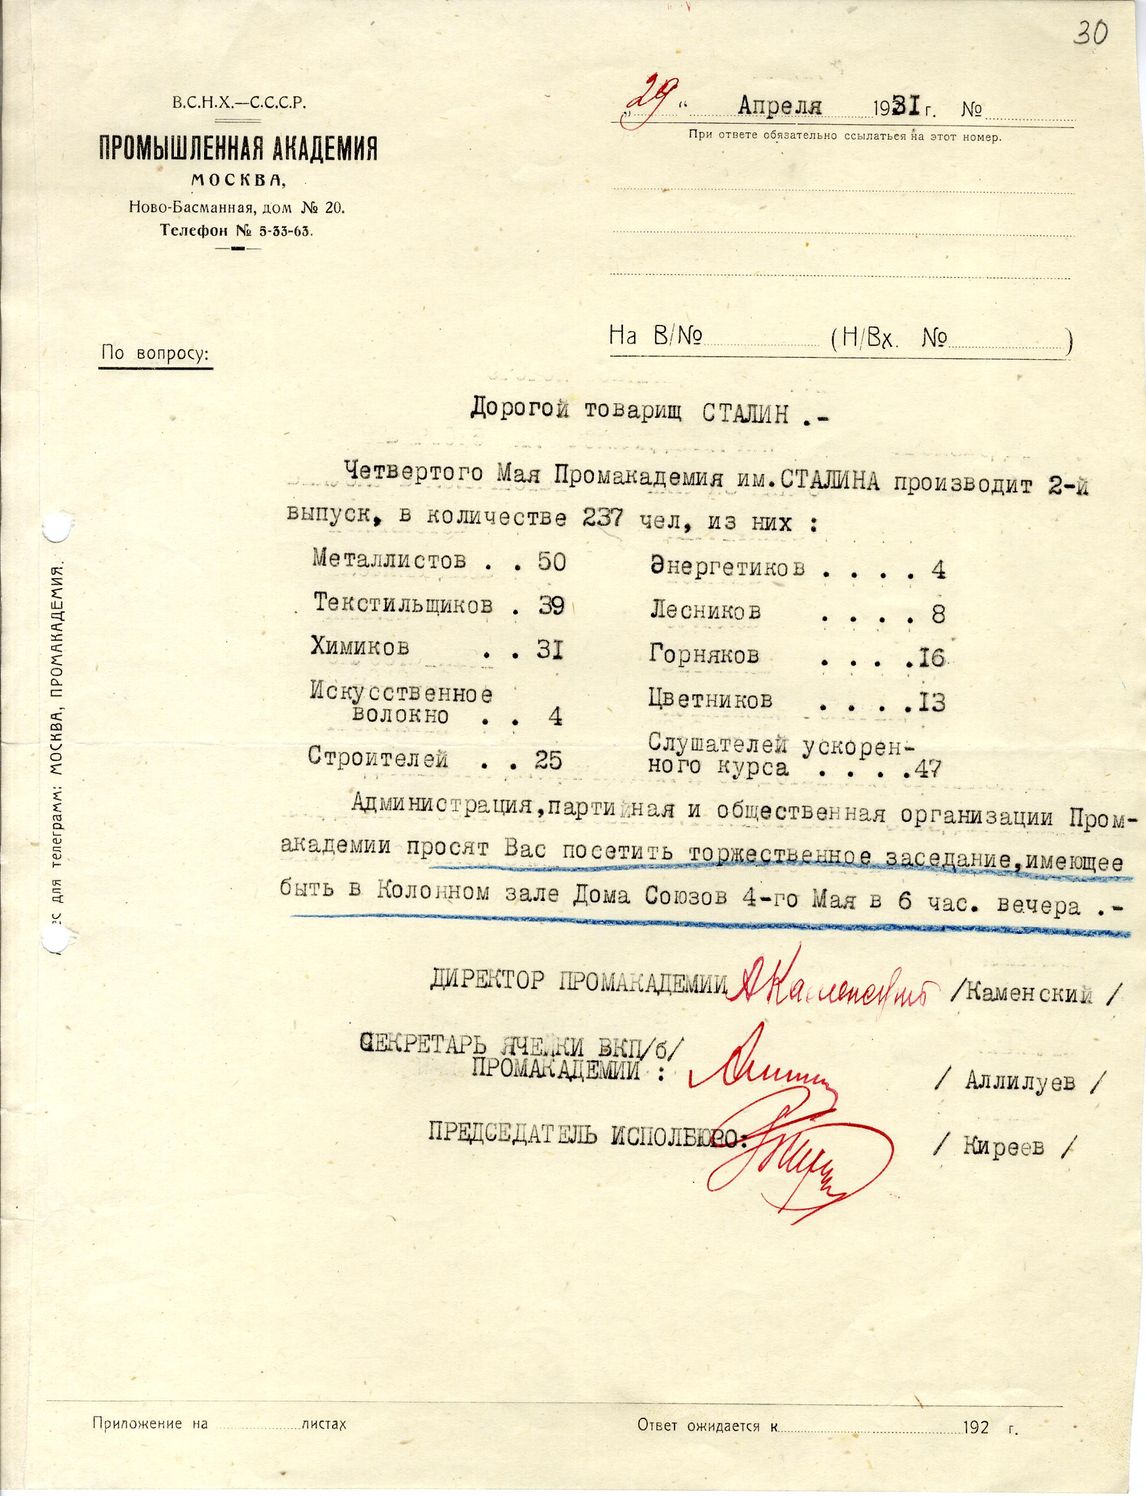 30
В.С.Н.Х.—С.С.С.Р.
ПРОМЫШЛЕННАЯ АКАДЕМИЯ
МОСКВА,
Ново-Басманная, дом № 20.
Телефон № 5-33-63.
„29“ Апреля 1931 г. №
При ответе обязательно ссылаться на этот номер.
На В/№ (Н/Вх. № )
По вопросу:
Дорогой товарищ СТАЛИН .-
Четвертого Мая Промакадемия им.СТАЛИНА производит 2-й
выпуск, в количестве 237 чел, из них :
Металлистов . . 50 Энергетиков . . . . 4
Текстильщиков . 39 Лесников . . . . 8
Химиков . . 31 Горняков . . . .16
Искусственное
волокно . . 4 Цветников . . . .13
Строителей . . 25 Слушателей ускорен-
ного курса . . . .47
Администрация,партийная и общественная организации Пром-
академии просят Вас посетить торжественное заседание,имеющее
быть в Колонном зале Дома Союзов 4-го Мая в 6 час. вечера .-
ДИРЕКТОР ПРОМАКАДЕМИИ АКаменский /Каменский /
СЕКРЕТАРЬ ЯЧЕЙКИ ВКП/б/
ПРОМАКАДЕМИИ : / Аллилуев /
ПРЕДСЕДАТЕЛЬ ИСПОЛБЮРО: / Киреев /
ес для телеграмм: МОСКВА, ПРОМАКАДЕМИЯ.
Приложение на листах
Ответ ожидается к 192 г.